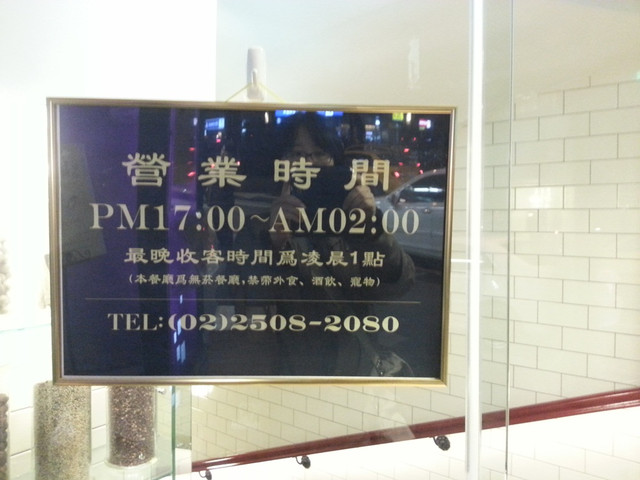 營業時間
PM17:00~AM02:00
最晚收客時間爲凌晨1點
(本餐廳爲無菸餐廳,禁帶外食、酒飲、寵物)
TEL:(02)2508-2080